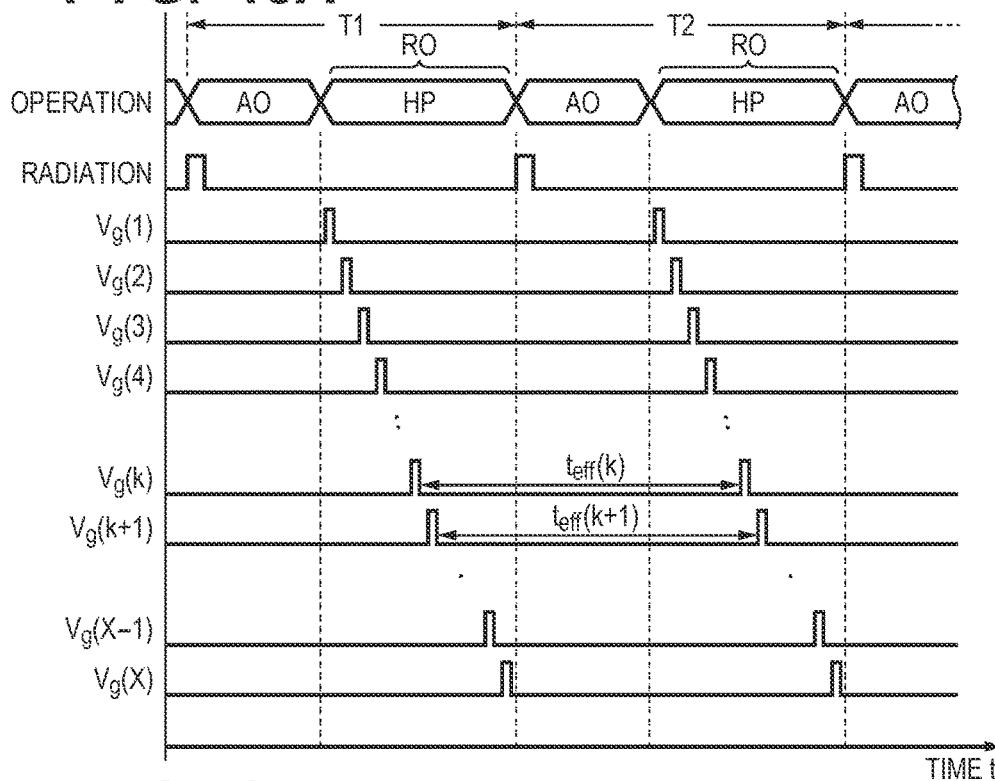 T1 T2
RO RO
OPERATION AO HP AO HP AO
RADIATION
Vg(1)
Vg(2)
Vg(3)
Vg(4)
Vg(k) teff(k)
Vg(k+1) teff(k+1)
Vg(X–1)
Vg(X)
TIME t